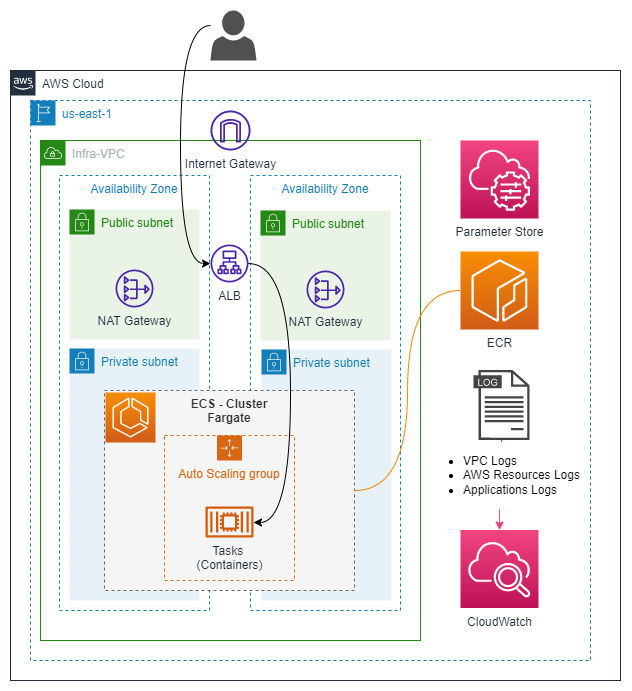 aws
AWS Cloud
us-east-1
Internet Gateway
Infra-VPC
Availability Zone
Availability Zone
Public subnet
Public subnet
ALB
NAT Gateway
NAT Gateway
Private subnet
Private subnet
ECS - Cluster
Fargate
Auto Scaling group
Tasks
(Containers)
Parameter Store
ECR
LOG
VPC Logs
AWS Resources Logs
Applications Logs
CloudWatch